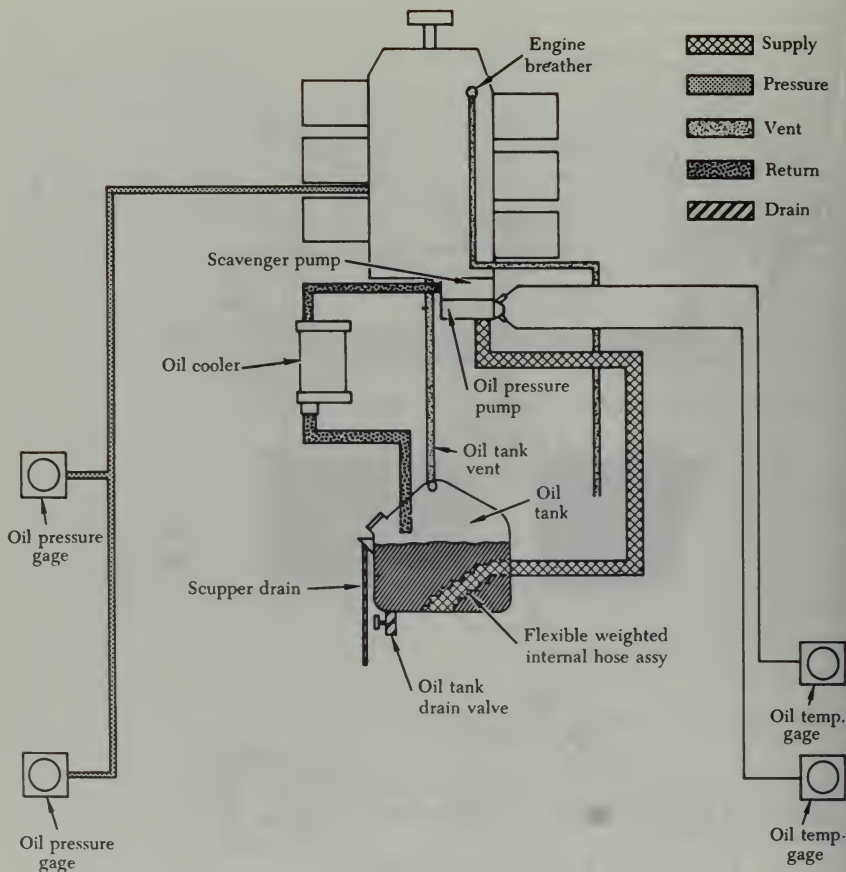 Engine
breather
Supply
Pressure
Vent
Return
Drain
Scavenger pump
Oil cooler
Oil pressure
pump
Oil tank
vent
Oil
tank
Oil pressure
gage
Scupper drain
Flexible weighted
internal hose assy
Oil tank
drain valve
Oil temp.
gage
Oil pressure
gage
Oil temp.
gage